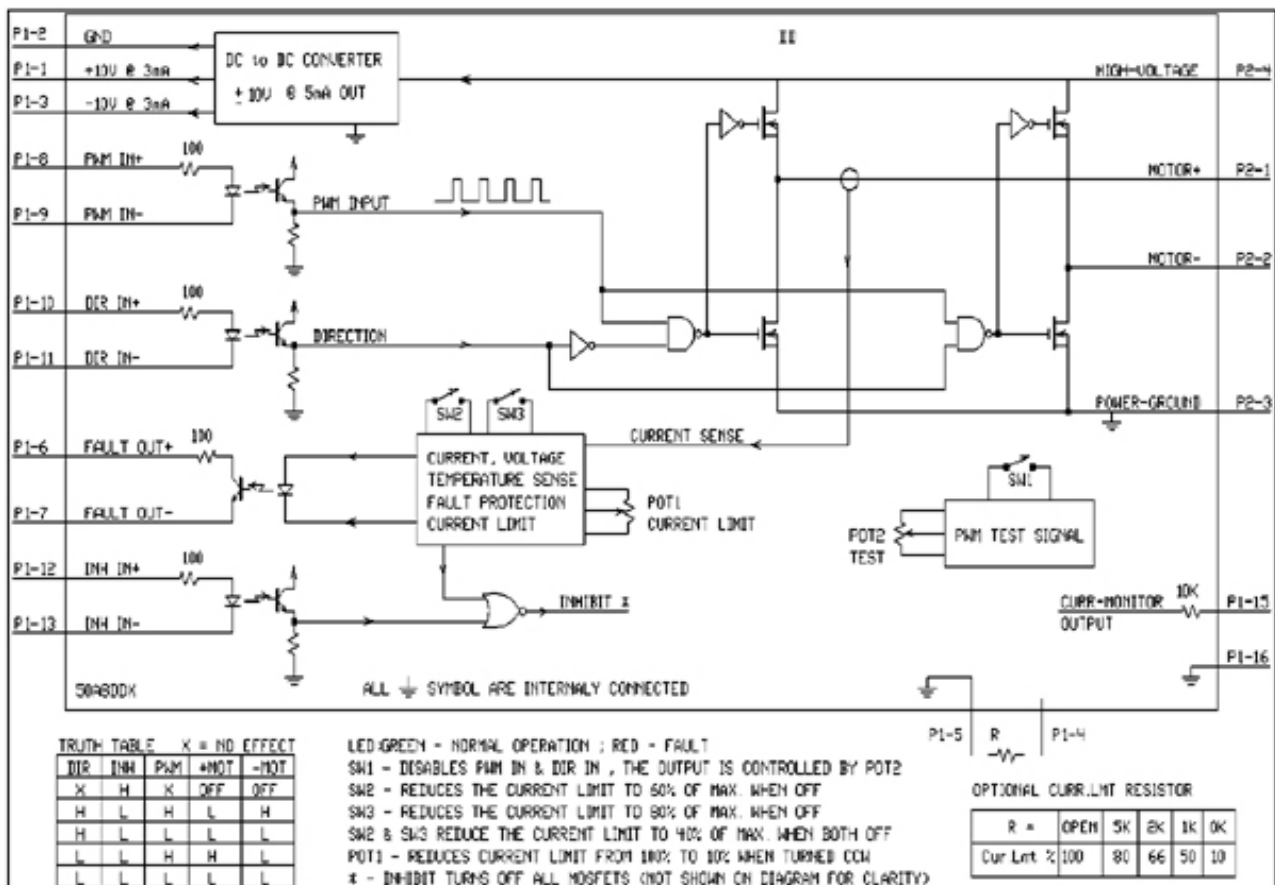 P1-2 GND
P1-1 +10V @ 3mA
P1-3 -10V @ 3mA
DC to DC CONVERTER
± 10V @ 5mA OUT
HIGH-VOLTAGE P2-4
P1-8 PWM IN+ 100
P1-9 PWM IN-
PWM INPUT
MOTOR+ P2-1
MOTOR- P2-2
P1-10 DIR IN+ 100
P1-11 DIR IN-
DIRECTION
POWER-GROUND P2-3
SW2 SW3
CURRENT SENSE
P1-6 FAULT OUT+ 100
P1-7 FAULT OUT-
CURRENT, VOLTAGE
TEMPERATURE SENSE
FAULT PROTECTION
CURRENT LIMIT
POT1
CURRENT LIMIT
SW1
POT2
TEST
PWM TEST SIGNAL
P1-12 INH IN+ 100
P1-13 INH IN-
INHIBIT *
CURR-MONITOR
OUTPUT
10K P1-15
P1-16
ALL SYMBOL ARE INTERNALY CONNECTED
P1-5 R P1-4
TRUTH TABLE X = NO EFFECT
DIR INH PWM +MOT -MOT
X H X OFF OFF
H L H L H
H L L L L
L L H H L
L L L L L
LED:GREEN - NORMAL OPERATION ; RED - FAULT
SW1 - DISABLES PWM IN & DIR IN , THE OUTPUT IS CONTROLLED BY POT2
SW2 - REDUCES THE CURRENT LIMIT TO 60% OF MAX. WHEN OFF
SW3 - REDUCES THE CURRENT LIMIT TO 80% OF MAX. WHEN OFF
SW2 & SW3 REDUCE THE CURRENT LIMIT TO 40% OF MAX. WHEN BOTH OFF
POT1 - REDUCES CURRENT LIMIT FROM 100% TO 10% WHEN TURNED CCW
* - INHIBIT TURNS OFF ALL MOSFETS (NOT SHOWN ON DIAGRAM FOR CLARITY)
OPTIONAL CURR.LMT RESISTOR
R = OPEN 5K 2K 1K 0K
Cur Lmt % 100 80 66 50 10